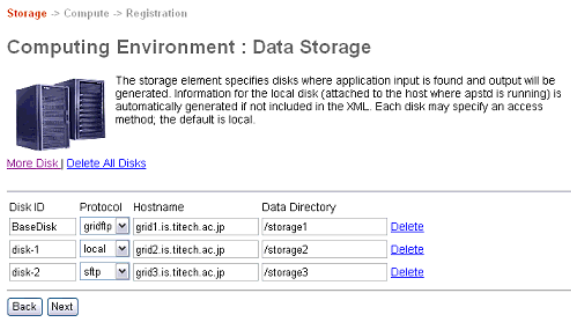 Storage -> Compute -> Registration
Computing Environment : Data Storage
The storage element specifies disks where application input is found and output will be
generated. Information for the local disk (attached to the host where apstd is running) is
automatically generated if not included in the XML. Each disk may specify an access
method; the default is local.
More Disk | Delete All Disks
Disk ID Protocol Hostname Data Directory
BaseDisk gridftp grid1.is.titech.ac.jp /storage1 Delete
disk-1 local grid2.is.titech.ac.jp /storage2 Delete
disk-2 sftp grid3.is.titech.ac.jp /storage3 Delete
Back Next